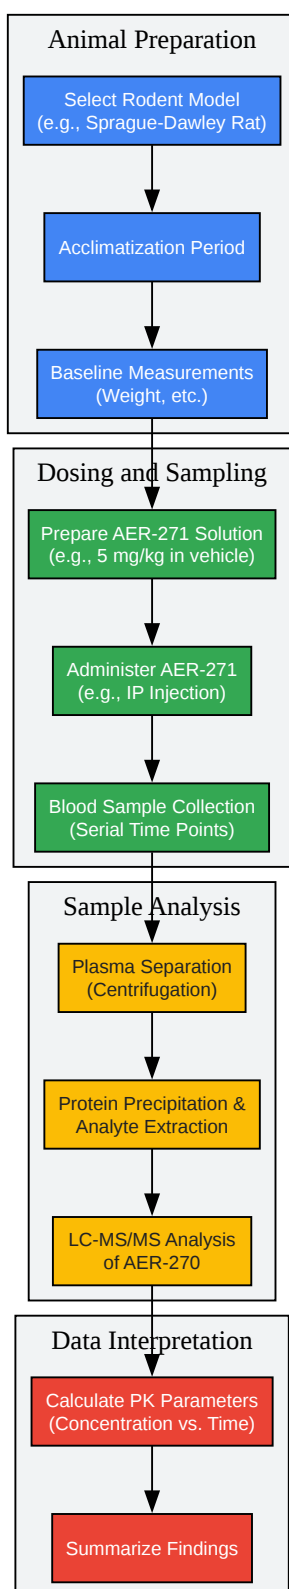 Animal Preparation
Select Rodent Model
(e.g., Sprague-Dawley Rat)
Acclimatization Period
Baseline Measurements
(Weight, etc.)
Dosing and Sampling
Prepare AER-271 Solution
(e.g., 5 mg/kg in vehicle)
Administer AER-271
(e.g., IP Injection)
Blood Sample Collection
(Serial Time Points)
Sample Analysis
Plasma Separation
(Centrifugation)
Protein Precipitation &
Analyte Extraction
LC-MS/MS Analysis
of AER-270
Data Interpretation
Calculate PK Parameters
(Concentration vs. Time)
Summarize Findings